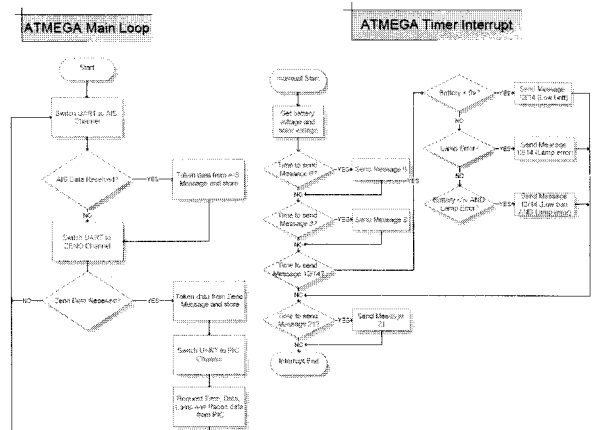 ATMEGA Main Loop
Start
Switch UART to AIS
Channel
AIS Data Received?
YES
Token data from AIS
Message and store
NO
Switch UART to
ZENO Channel
Zeno Data Received?
NO
YES
Token data from Zeno
Message and store
Switch UART to PIC
Channel
Request Time, Date,
Lamp and Racon data
from PIC
ATMEGA Timer Interrupt
Interrupt Start
Get battery
voltage and
voltage
Time to send
Message 6?
YES
Send Message 6
NO
Time to send
Message 8?
YES
Send Message 8
NO
Time to send
Message 12/14?
NO
Time to send
Message 21?
YES
Send Message
21
NO
Interrupt End
Battery < 9v?
YES
Send Message
12/14 (Low batt)
NO
Lamp Error?
YES
Send Message
12/14 (Lamp error)
NO
Battery <9v AND
Lamp Error?
YES
Send Message
12/14 (Low batt
AND Lamp error)